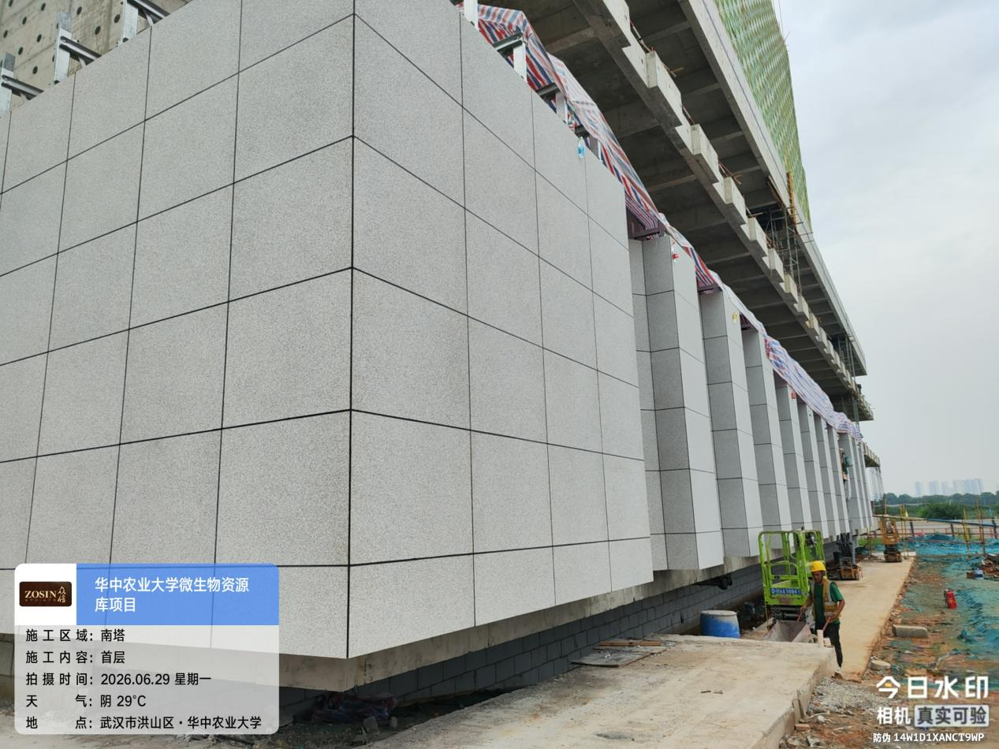 华中农业大学微生物资源
库项目
ZOSIN 众信
施工区域：南塔
施工内容：首层
拍摄时间：2026.06.29 星期一
天气：阴 29℃
地点：武汉市洪山区·华中农业大学
今日水印
相机 真实可验
防伪 14W1D1XANCT9WP